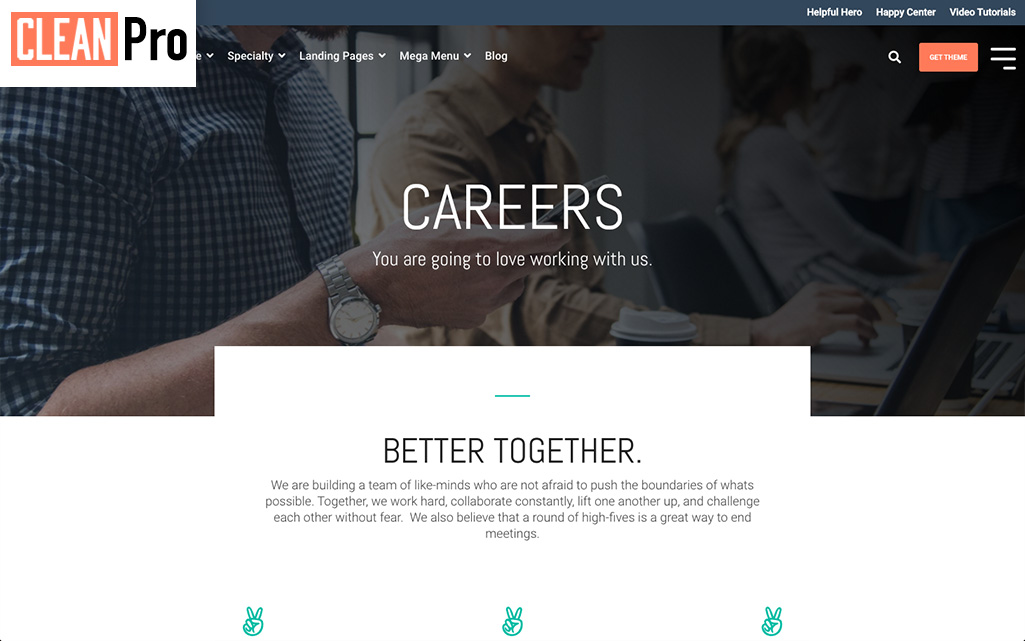 Helpful Hero Happy Center Video Tutorials
CLEAN Pro
Specialty Landing Pages Mega Menu Blog
GET THEME
CAREERS
You are going to love working with us.
BETTER TOGETHER.
We are building a team of like-minds who are not afraid to push the boundaries of whats
possible. Together, we work hard, collaborate constantly, lift one another up, and challenge
each other without fear.  We also believe that a round of high-fives is a great way to end
meetings.